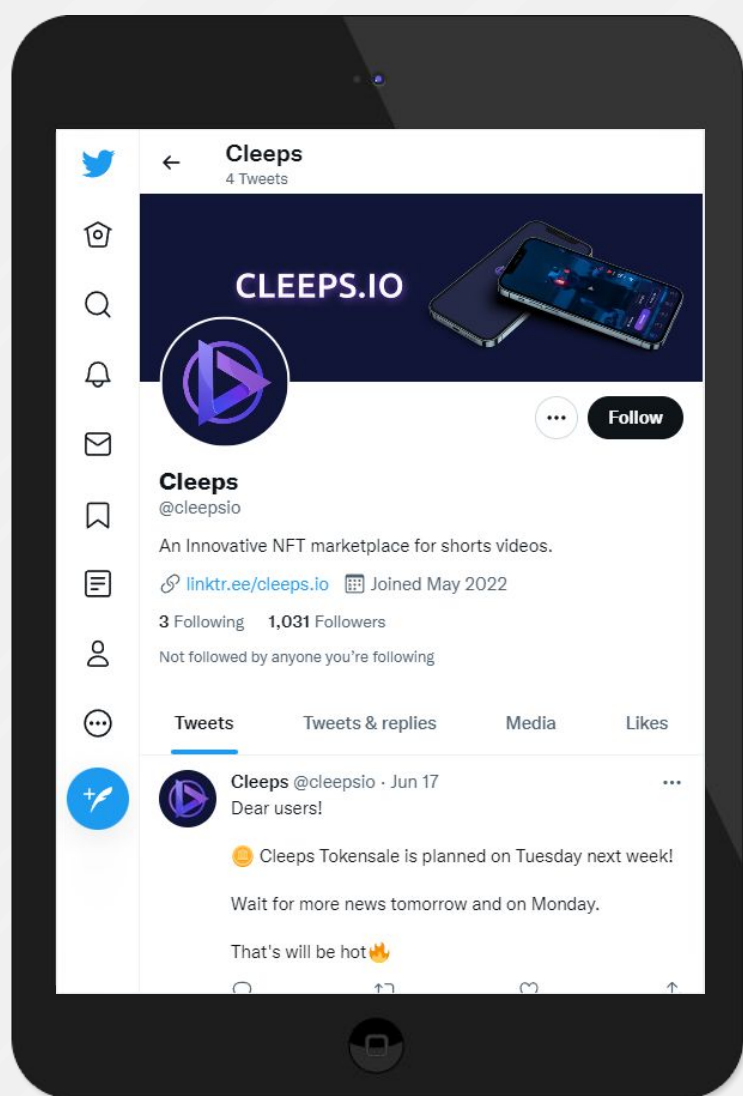 Cleeps
4 Tweets
CLEEPS.IO
Follow
Cleeps
@cleepsio
An Innovative NFT marketplace for shorts videos.
linktr.ee/cleeps.io Joined May 2022
3 Following 1,031 Followers
Not followed by anyone you're following
Tweets Tweets & replies Media Likes
Cleeps @cleepsio · Jun 17
Dear users!
Cleeps Tokensale is planned on Tuesday next week!
Wait for more news tomorrow and on Monday.
That's will be hot🔥